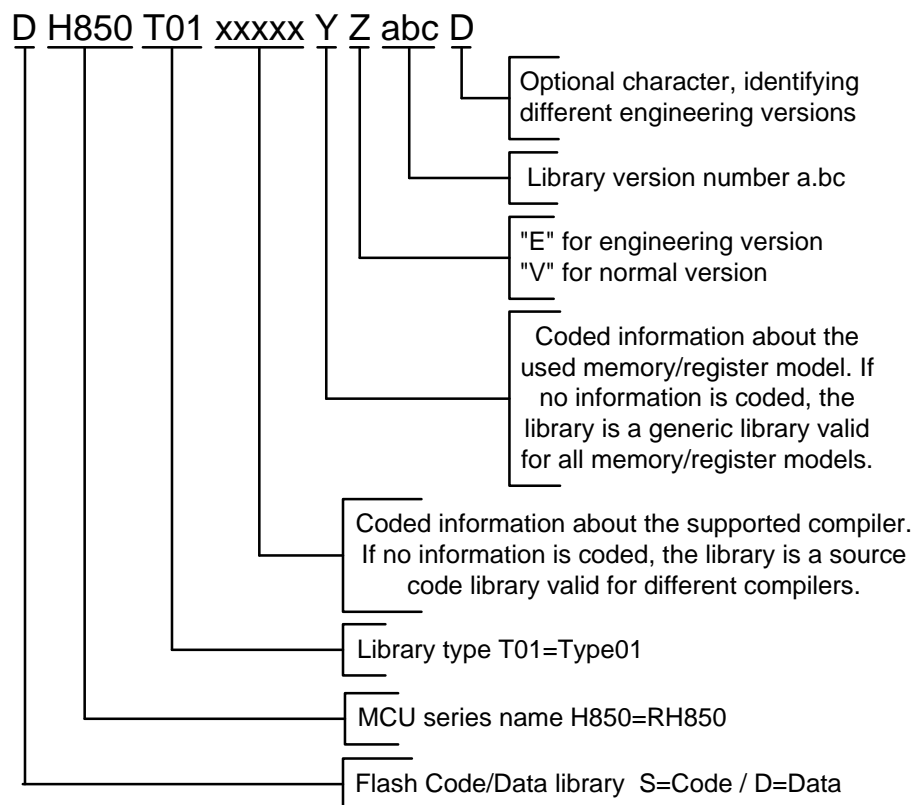 D H850 T01 xxxxx Y Z abc D
Optional character, identifying
different engineering versions
Library version number a.bc
"E" for engineering version
"V" for normal version
Coded information about the
used memory/register model. If
no information is coded, the
library is a generic library valid
for all memory/register models.
Coded information about the supported compiler.
If no information is coded, the library is a source
code library valid for different compilers.
Library type T01=Type01
MCU series name H850=RH850
Flash Code/Data library S=Code / D=Data